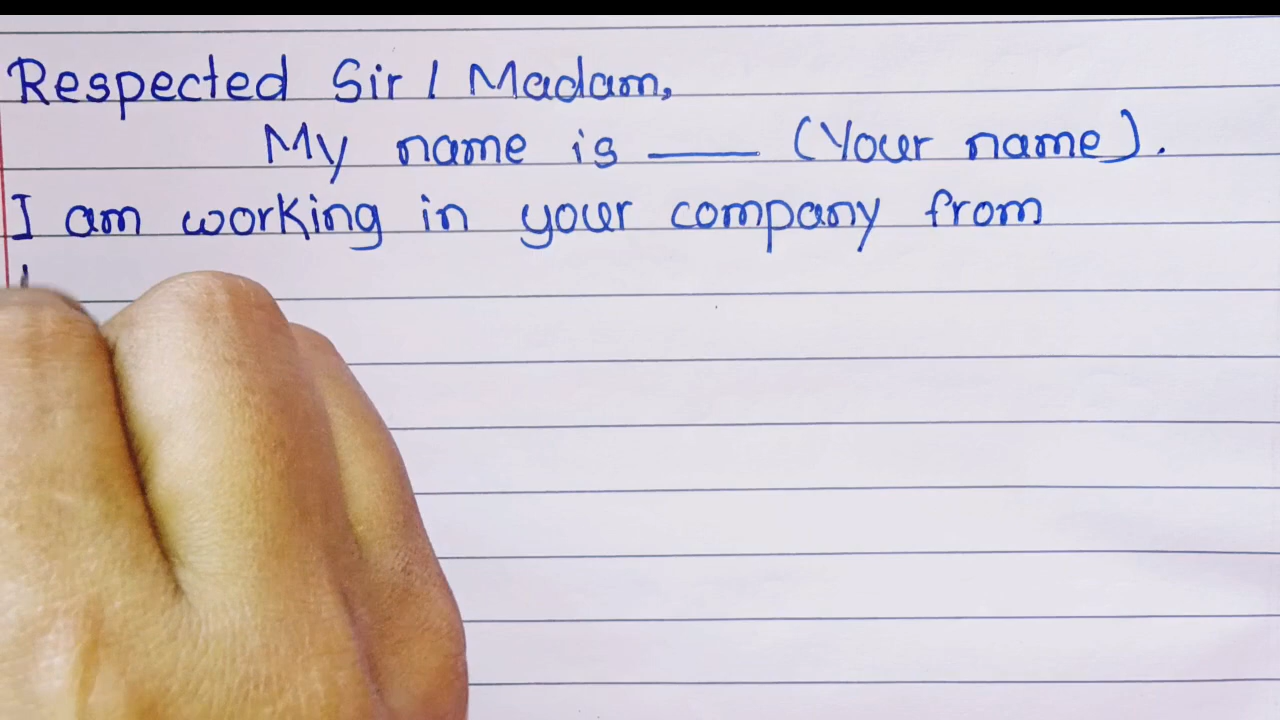 Respected Sir / Madam,
My name is ____ (Your name).
I am working in your company from